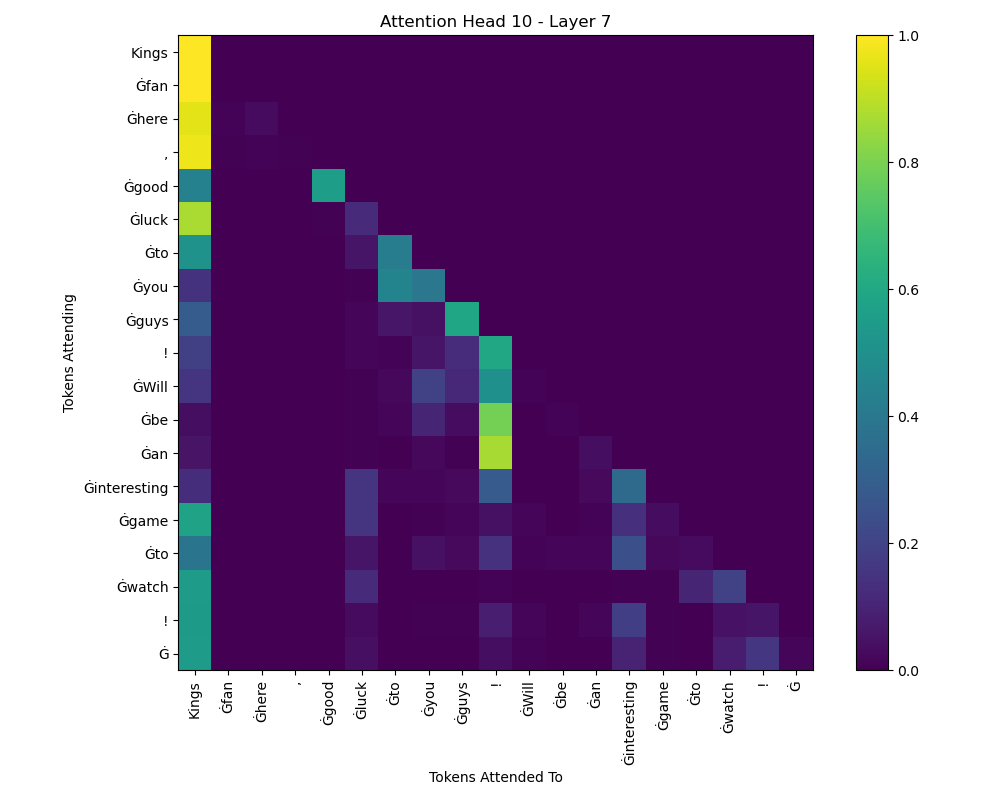 Attention Head 10 - Layer 7
Kings
Ġfan
Ġhere
,
Ġgood
Ġluck
Ġto
Ġyou
Ġguys
!
ĠWill
Ġbe
Ġan
Ġinteresting
Ġgame
Ġto
Ġwatch
!
Ġ
Tokens Attending
Kings
Ġfan
Ġhere
,
Ġgood
Ġluck
Ġto
Ġyou
Ġguys
!
ĠWill
Ġbe
Ġan
Ġinteresting
Ġgame
Ġto
Ġwatch
!
Ġ
Tokens Attended To
1.0
0.8
0.6
0.4
0.2
0.0